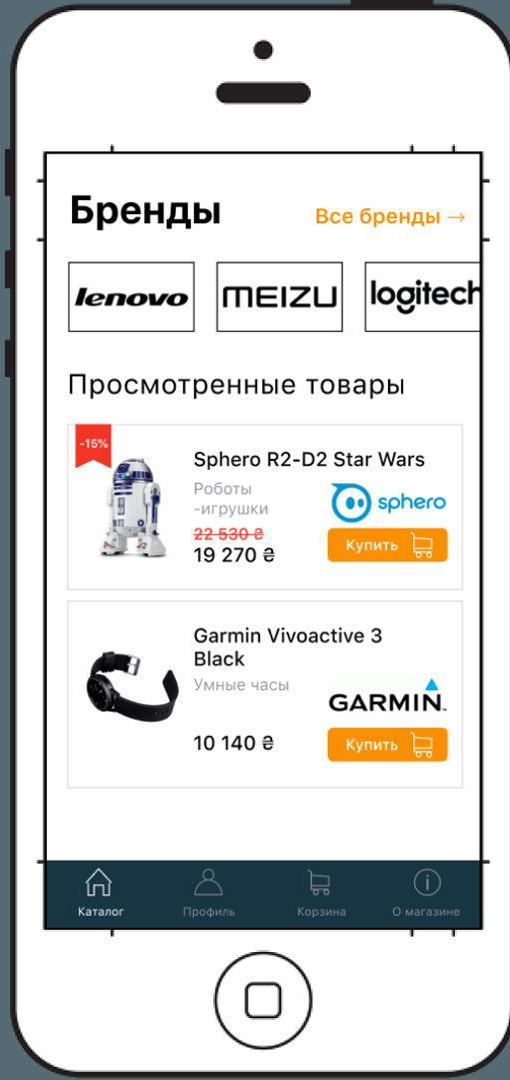 Бренды
Все бренды →
lenovo
MEIZU
logitech
Просмотренные товары
-15%
Sphero R2-D2 Star Wars
Роботы
-игрушки
sphero
22 530 ₴
19 270 ₴
Купить
Garmin Vivoactive 3
Black
Умные часы
GARMIN
10 140 ₴
Купить
Каталог
Профиль
Корзина
О магазине